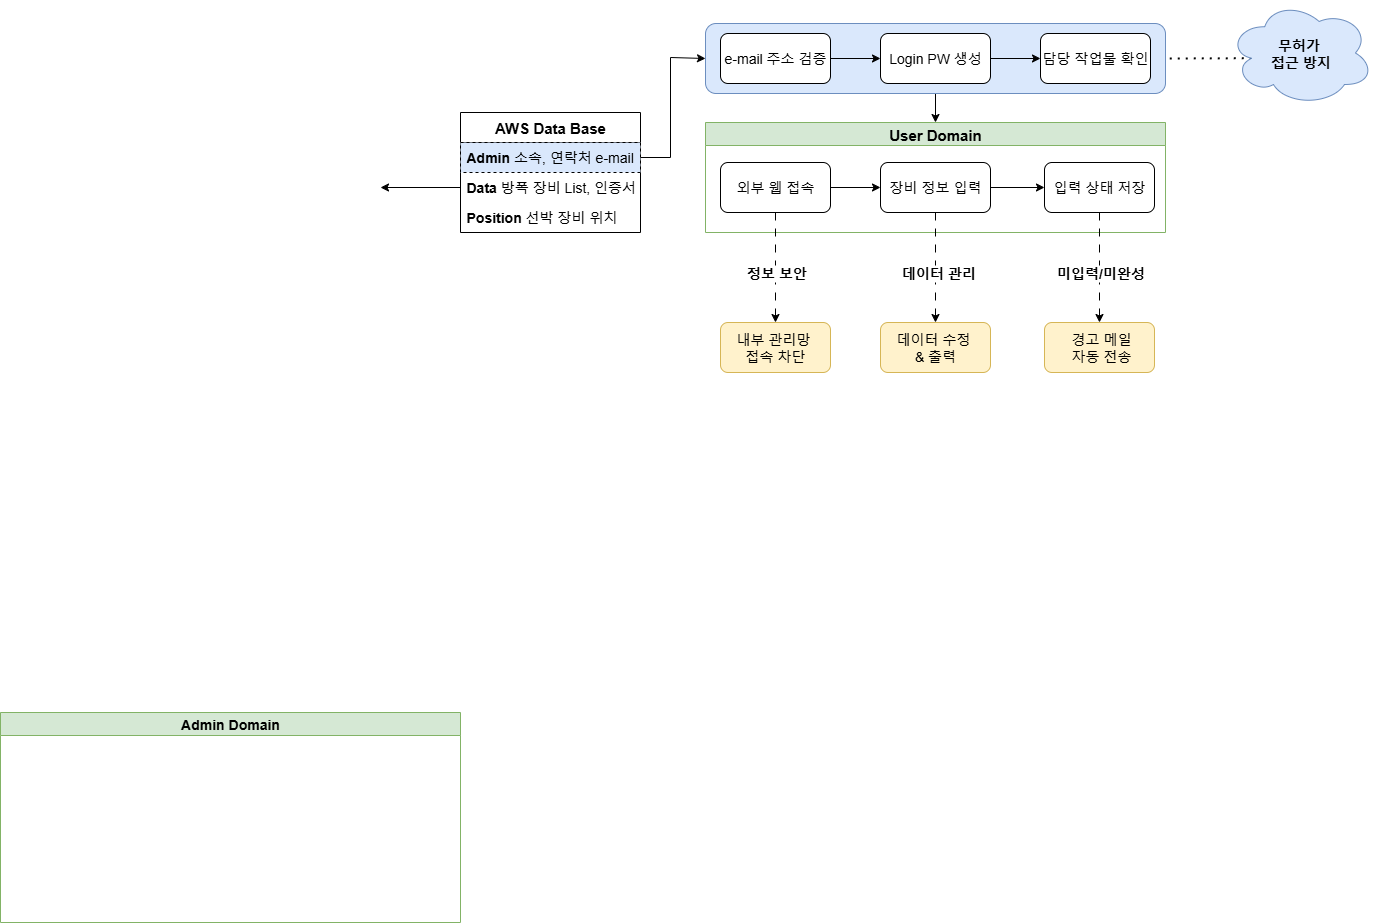 e-mail 주소 검증
Login PW 생성
담당 작업물 확인
무허가
접근 방지
AWS Data Base
Admin 소속, 연락처 e-mail
Data 방폭 장비 List, 인증서
Position 선박 장비 위치
User Domain
외부 웹 접속
장비 정보 입력
입력 상태 저장
정보 보안
데이터 관리
미입력/미완성
내부 관리망
접속 차단
데이터 수정
& 출력
경고 메일
자동 전송
Admin Domain